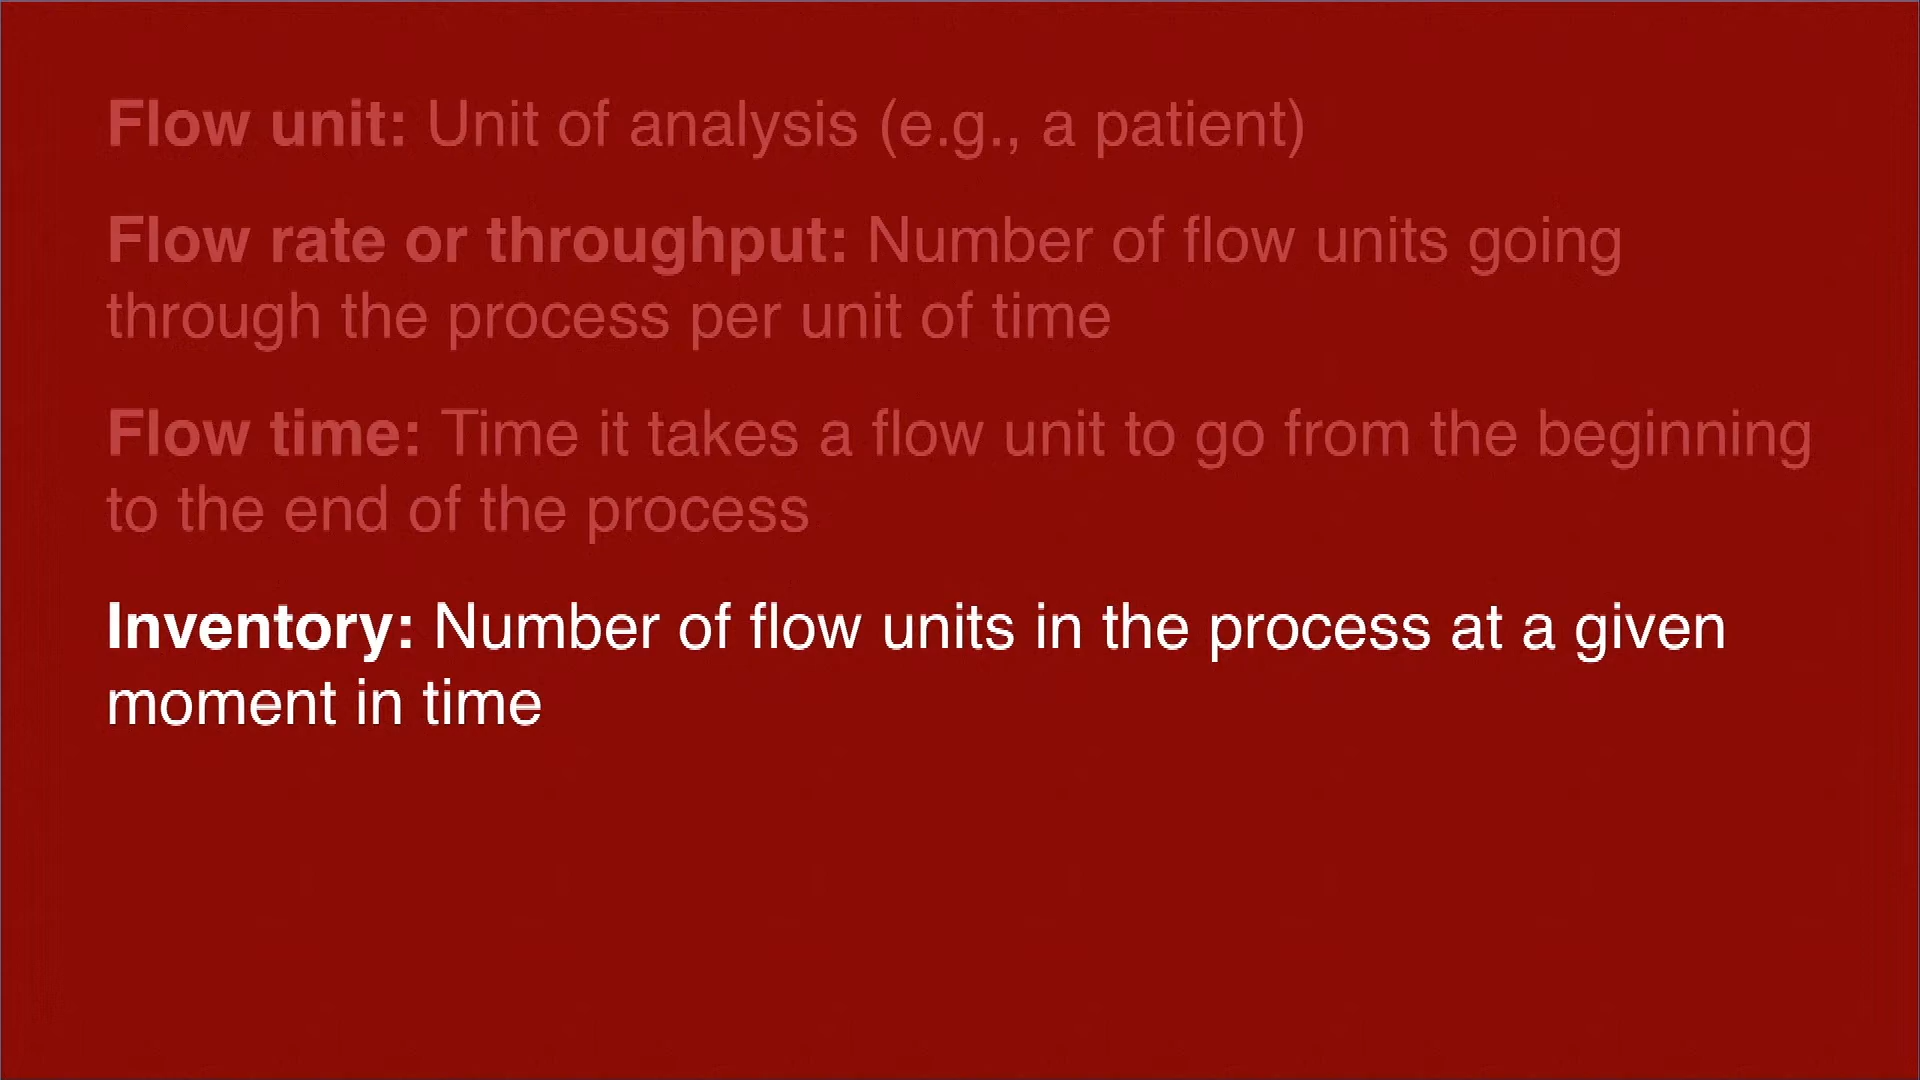 Flow unit: Unit of analysis (e.g., a patient)
Flow rate or throughput: Number of flow units going
through the process per unit of time
Flow time: Time it takes a flow unit to go from the beginning
to the end of the process
Inventory: Number of flow units in the process at a given
moment in time